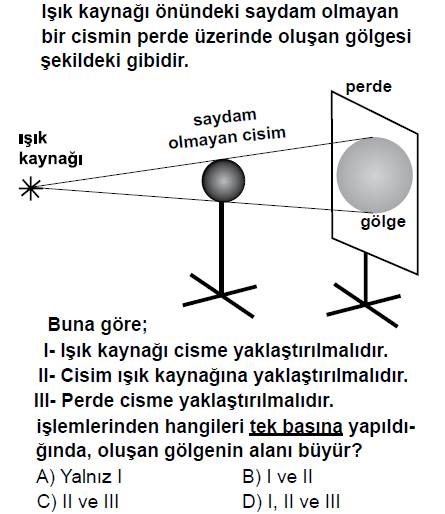 Işık kaynağı önündeki saydam olmayan
bir cismin perde üzerinde oluşan gölgesi
şekildeki gibidir.
perde
saydam
olmayan cisim
ışık
kaynağı
gölge
Buna göre;
I- Işık kaynağı cisme yaklaştırılmalıdır.
II- Cisim ışık kaynağına yaklaştırılmalıdır.
III- Perde cisme yaklaştırılmalıdır.
işlemlerinden hangileri tek başına yapıldı-
ğında, oluşan gölgenin alanı büyür?
A) Yalnız I
B) I ve II
C) II ve III
D) I, II ve III